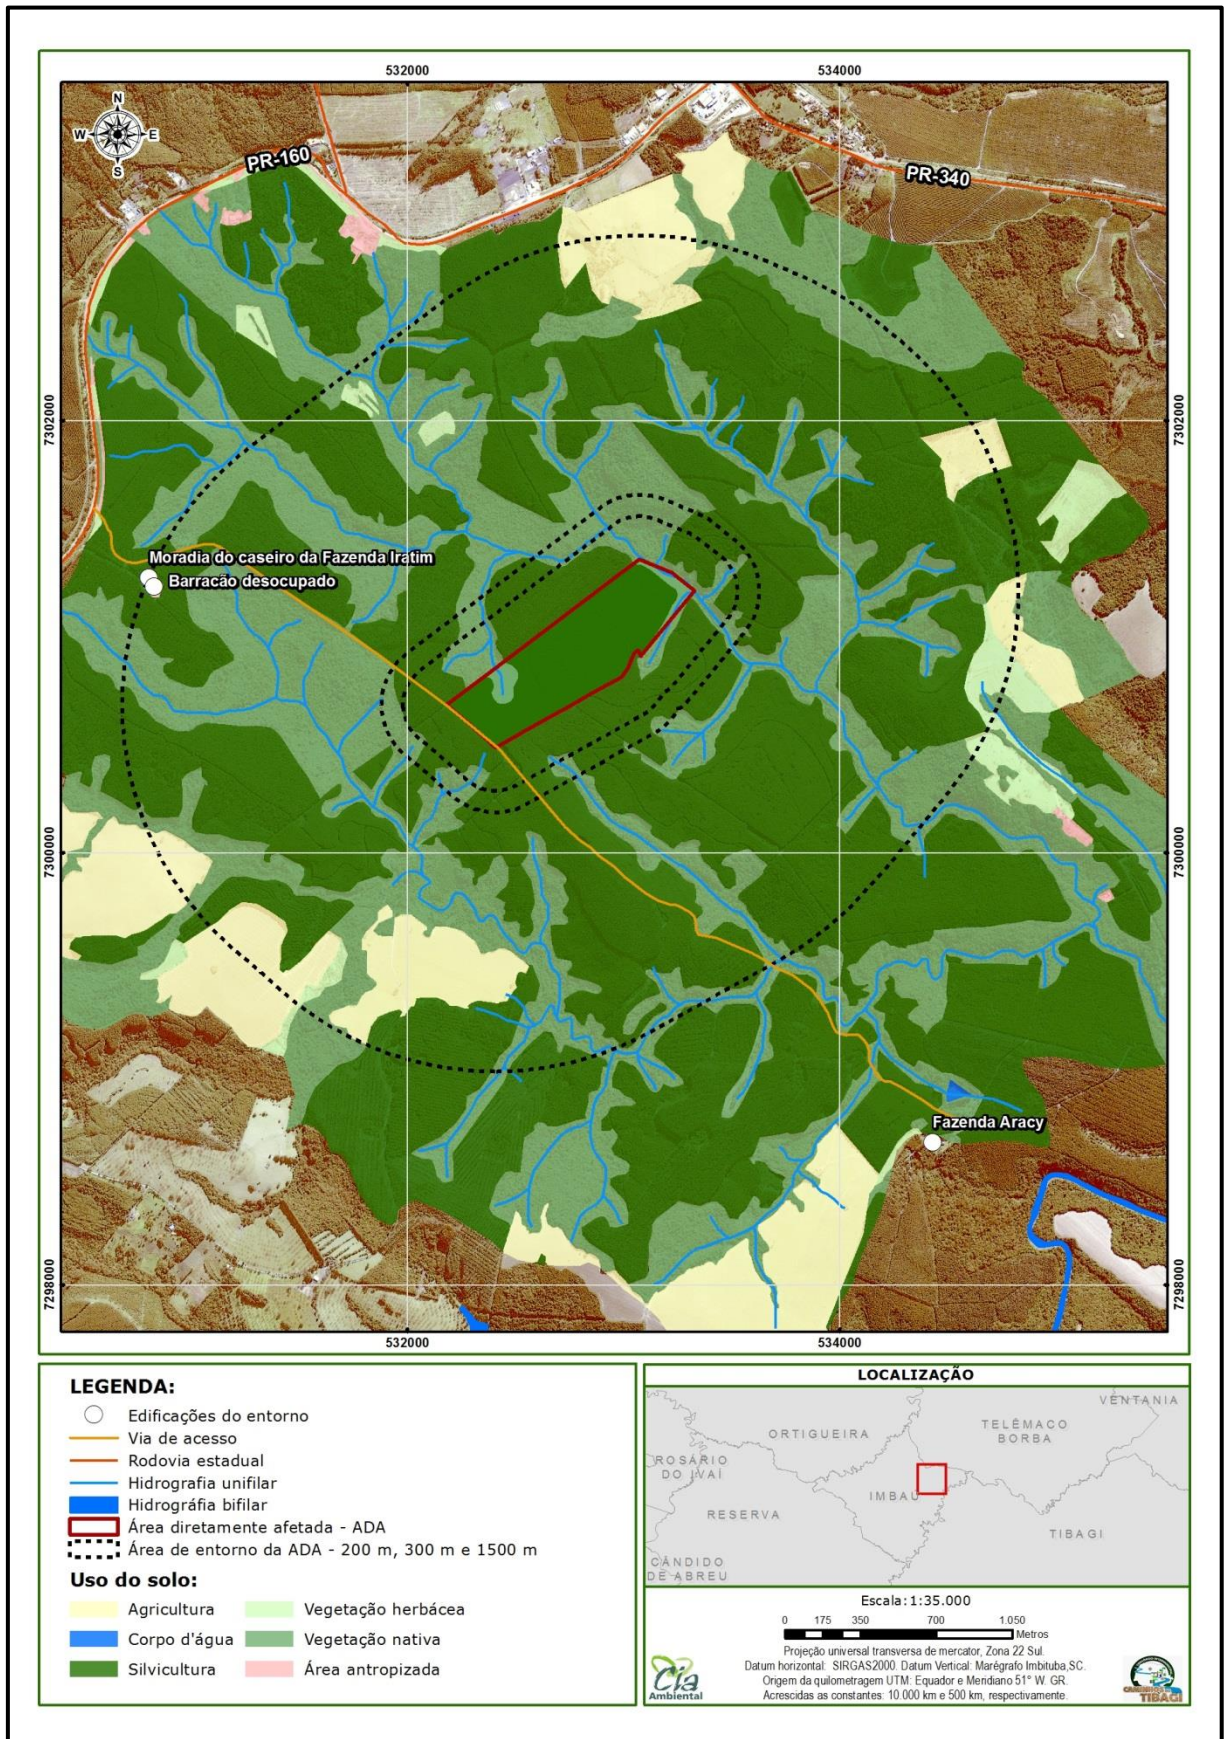 532000
534000
N
W
E
S
PR-160
PR-340
7302000
7302000
Moradia do caseiro da Fazenda Iratim
Barracão desocupado
7300000
7300000
Fazenda Aracy
7298000
7298000
532000
534000
LEGENDA:
Edificações do entorno
Via de acesso
Rodovia estadual
Hidrografia unifilar
Hidrográfia bifilar
Área diretamente afetada - ADA
Área de entorno da ADA - 200 m, 300 m e 1500 m
Uso do solo:
Agricultura
Vegetação herbácea
Corpo d'água
Vegetação nativa
Silvicultura
Área antropizada
LOCALIZAÇÃO
VENTANIA
TELÊMACO
BORBA
ORTIGUEIRA
ROSÁRIO
DO IVAÍ
IMBAÚ
RESERVA
TIBAGI
CÂNDIDO
DE ABREU
Escala: 1:35.000
0 175 350 700 1.050
Metros
Projeção universal transversa de mercator, Zona 22 Sul.
Datum horizontal: SIRGAS2000. Datum Vertical: Marégrafo Imbituba,SC.
Origem da quilometragem UTM: Equador e Meridiano 51° W. GR.
Acrescidas as constantes: 10.000 km e 500 km, respectivamente.
Cia
Ambiental
CAMINHOS DO
TIBAGI